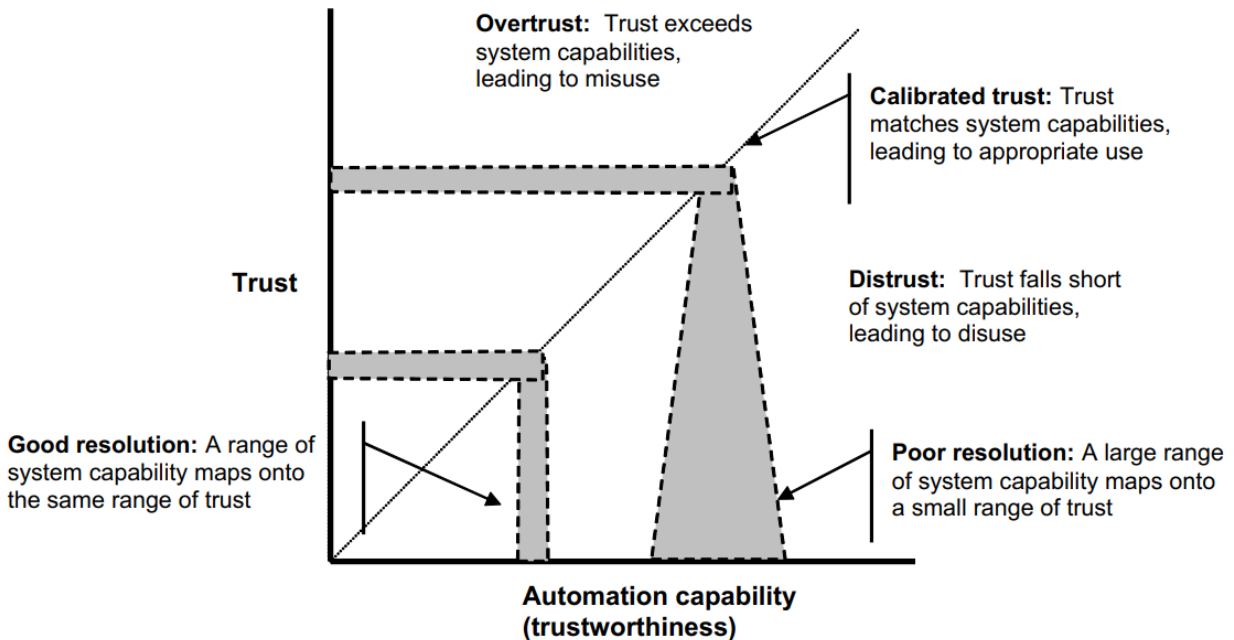 Overtrust: Trust exceeds
system capabilities,
leading to misuse
Calibrated trust: Trust
matches system capabilities,
leading to appropriate use
Trust
Distrust: Trust falls short
of system capabilities,
leading to disuse
Good resolution: A range of
system capability maps onto
the same range of trust
Poor resolution: A large range
of system capability maps onto
a small range of trust
Automation capability
(trustworthiness)